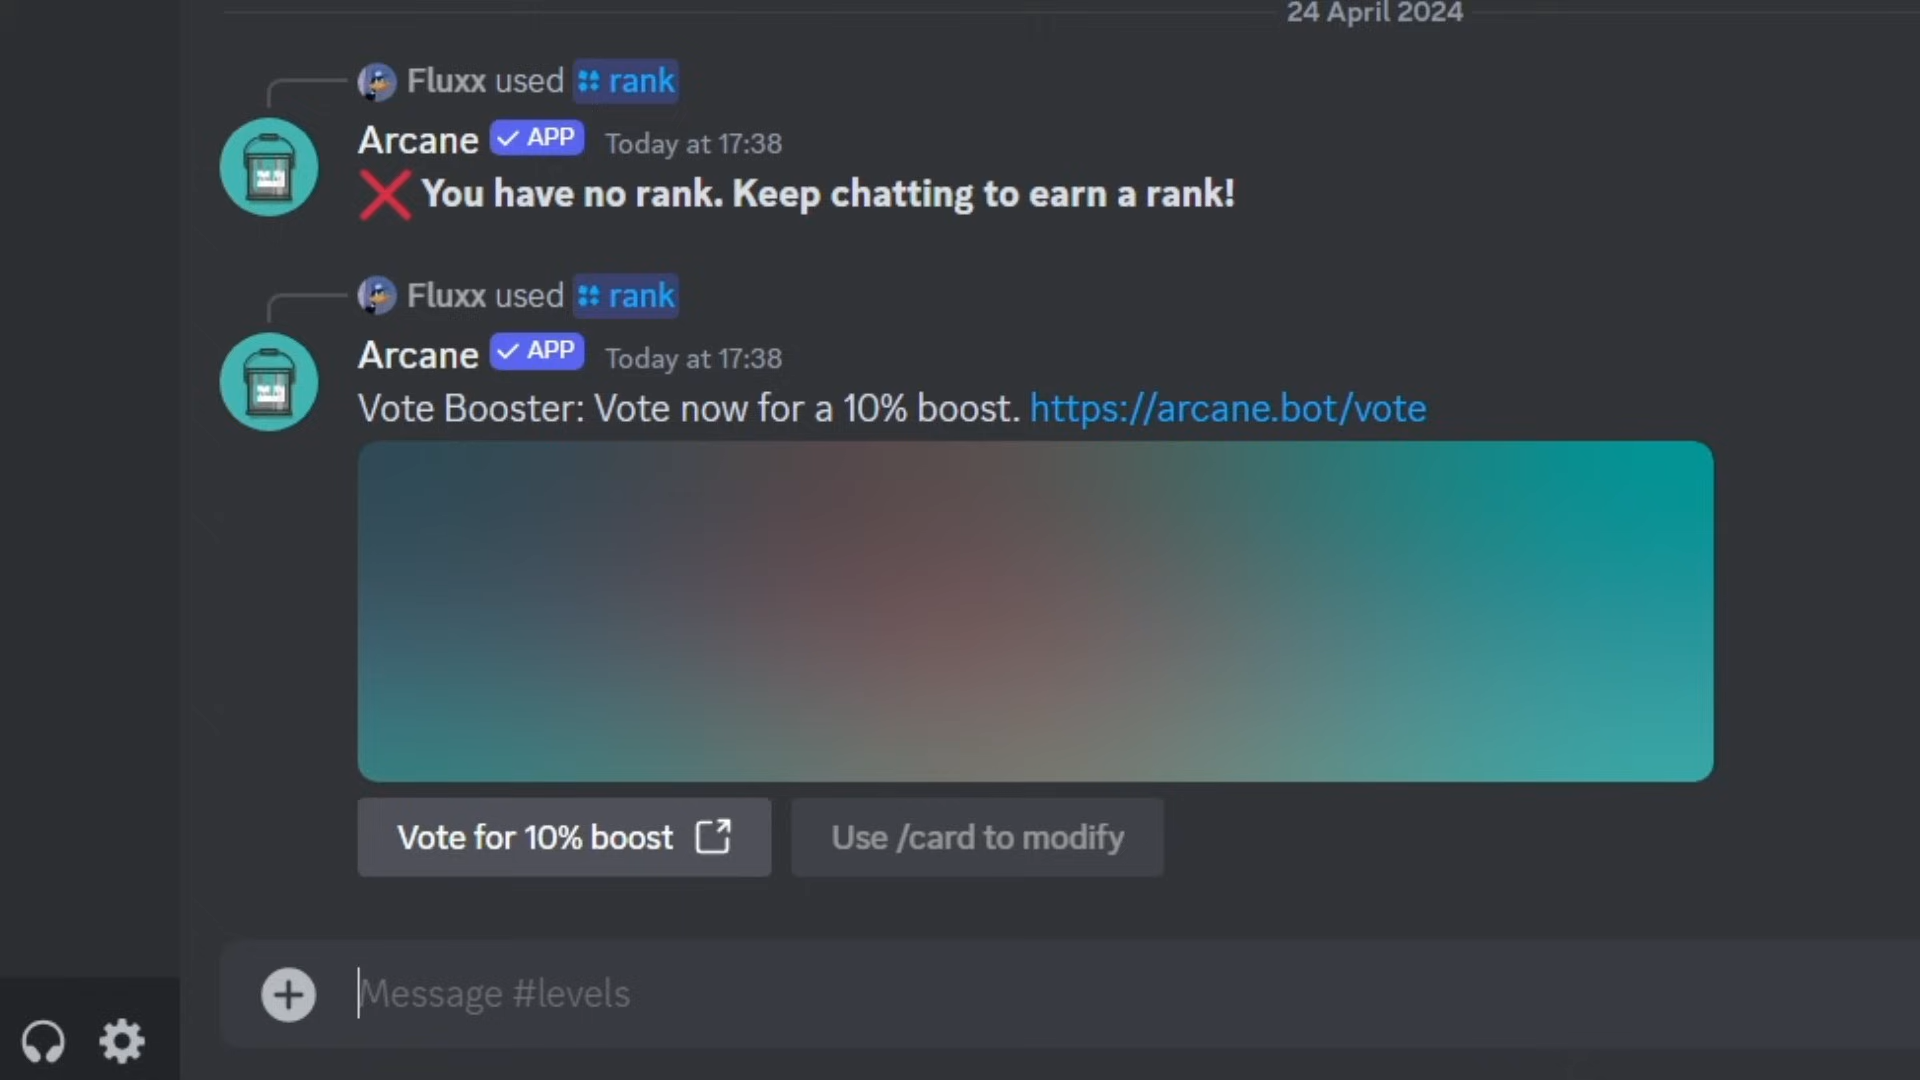 24 April 2024
Fluxx used rank
Arcane APP Today at 17:38
You have no rank. Keep chatting to earn a rank!
Fluxx used rank
Arcane APP Today at 17:38
Vote Booster: Vote now for a 10% boost. https://arcane.bot/vote
Vote for 10% boost
Use /card to modify
Message #levels